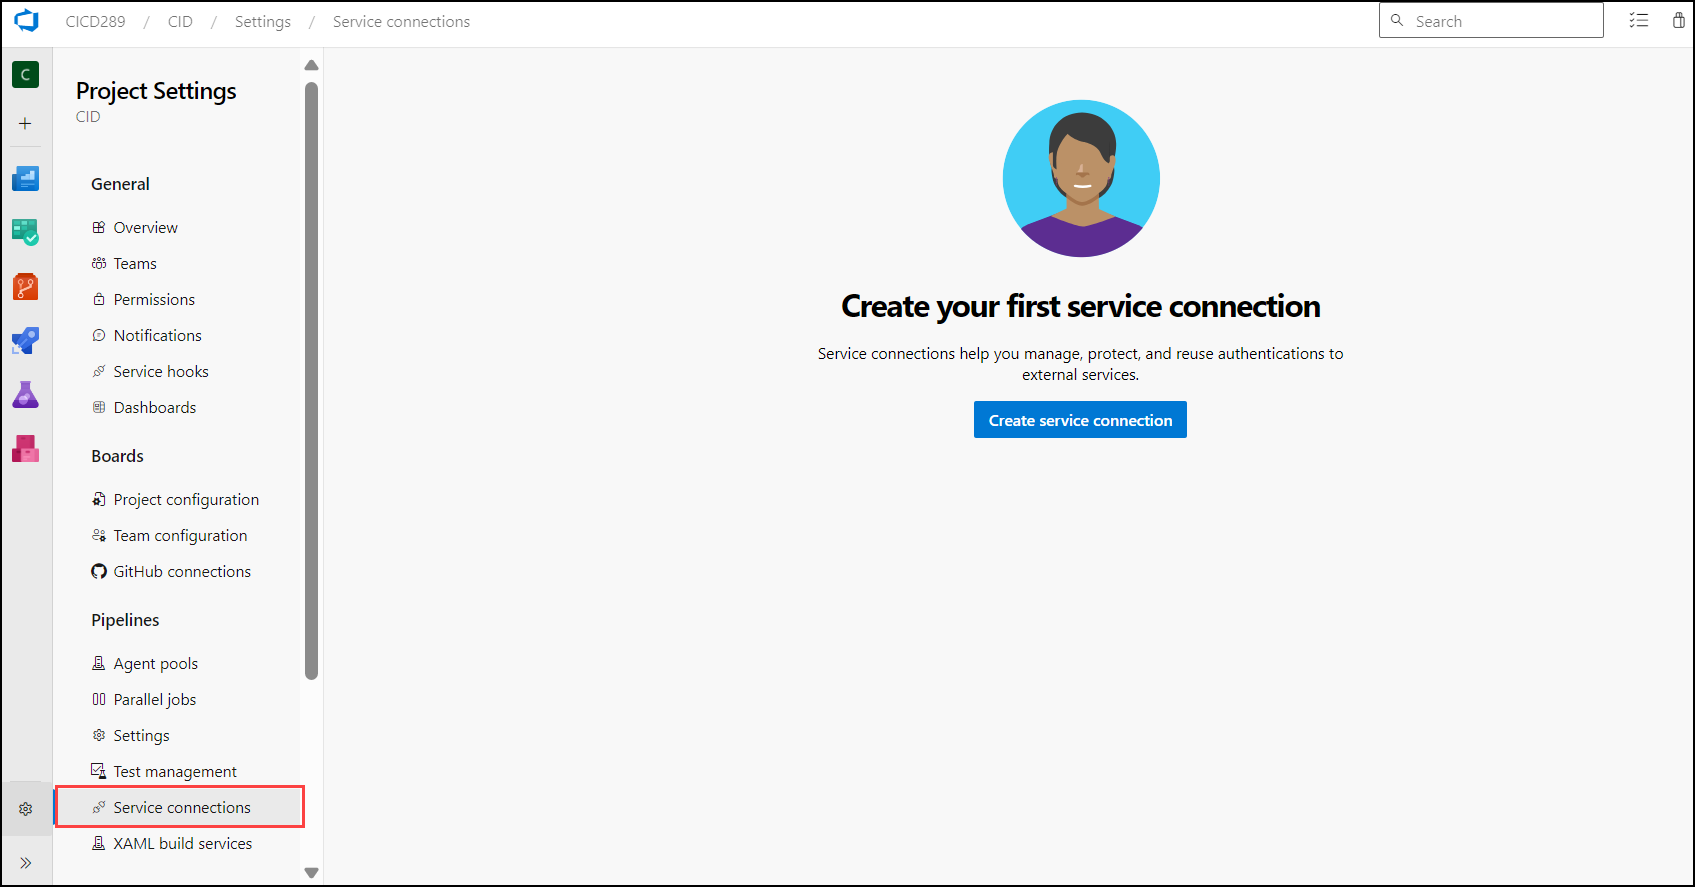 CICD289 / CID / Settings / Service connections
Search
C
Project Settings
CID
General
Overview
Teams
Permissions
Notifications
Service hooks
Dashboards
Boards
Project configuration
Team configuration
GitHub connections
Pipelines
Agent pools
Parallel jobs
Settings
Test management
Service connections
XAML build services
Create your first service connection
Service connections help you manage, protect, and reuse authentications to
external services.
Create service connection